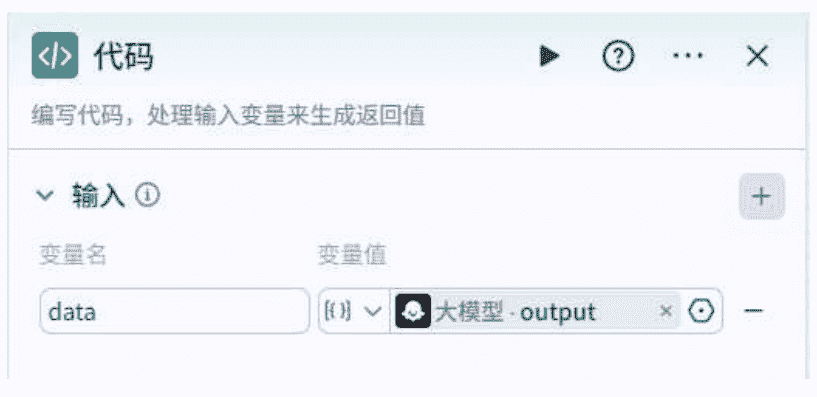 代码
编写代码，处理输入变量来生成返回值
输入
变量名 变量值
data 大模型 · output